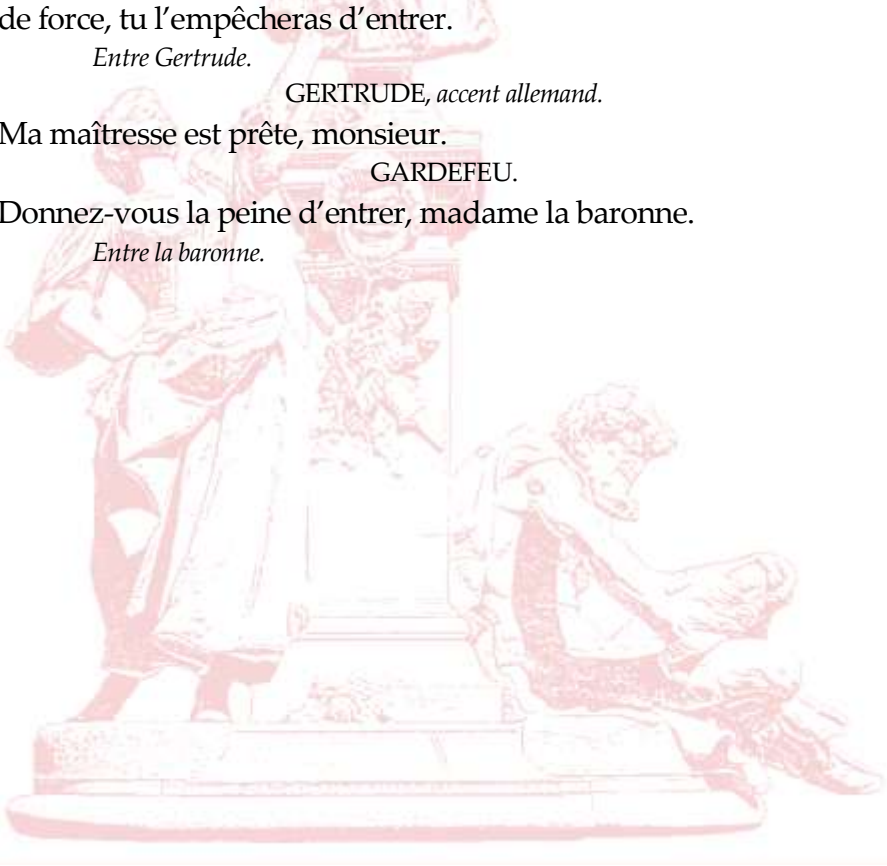 de force, tu l’empêcheras d’entrer.
Entre Gertrude.
GERTRUDE, accent allemand.
Ma maîtresse est prête, monsieur.
GARDEFEU.
Donnez-vous la peine d’entrer, madame la baronne.
Entre la baronne.